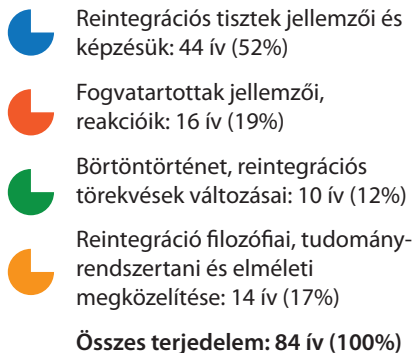 Reintegrációs tisztek jellemzői és
képzésük: 44 ív (52%)
Fogvatartottak jellemzői,
reakcióik: 16 ív (19%)
Börtöntörténet, reintegrációs
törekvések változásai: 10 ív (12%)
Reintegráció filozófiai, tudomány-
rendszertani és elméleti
megközelítése: 14 ív (17%)
Összes terjedelem: 84 ív (100%)